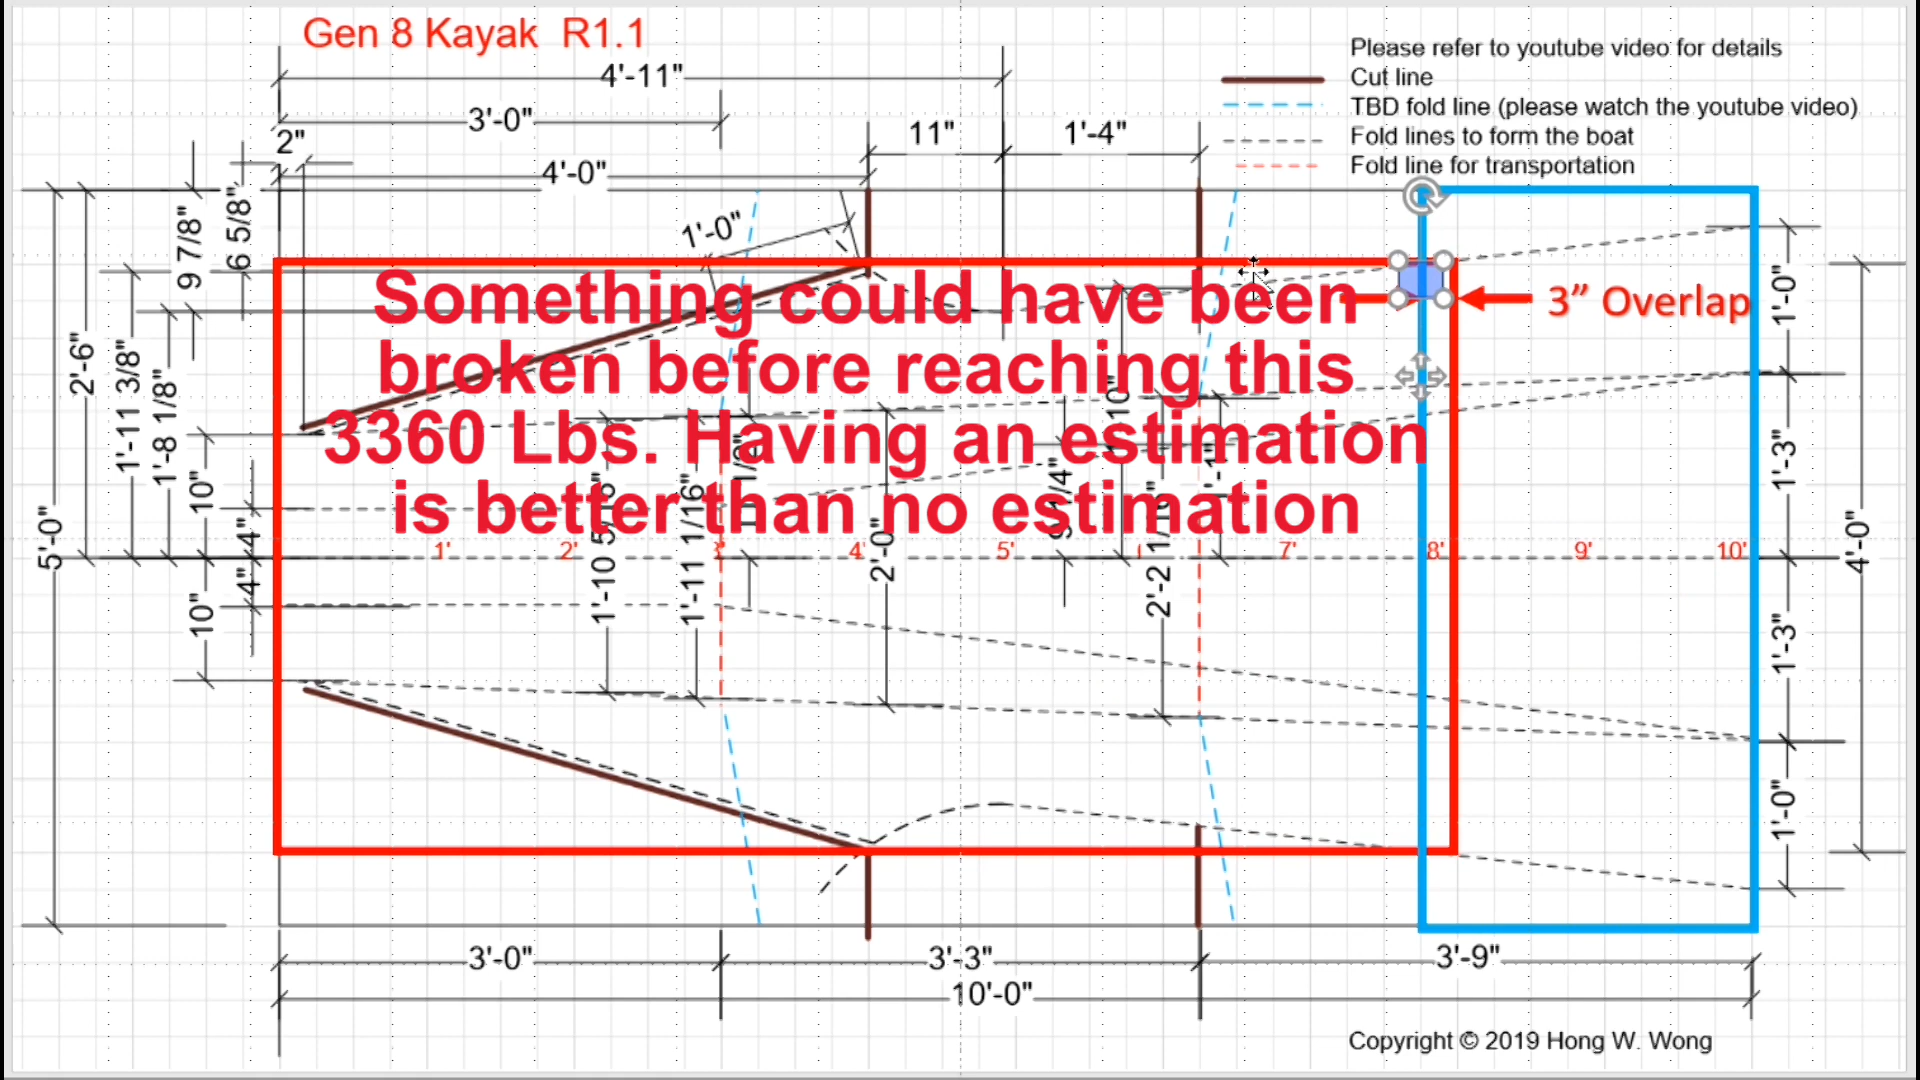 Gen 8 Kayak R1.1
Please refer to youtube video for details
Cut line
TBD fold line (please watch the youtube video)
Fold lines to form the boat
Fold line for transportation
4'-11"
3'-0"
2"
4'-0"
11"
1'-4"
1'-0"
9 7/8"
6 5/8"
2'-6"
1'-11 3/8"
1'-8 1/8"
10"
4"
5'-0"
4"
10"
Something could have been
broken before reaching this
3360 Lbs. Having an estimation
is better than no estimation
3” Overlap
10"
1'-11 1/16"
2'-0"
2'-2 1/16"
1' 2' 3' 4' 5' 7' 8' 9' 10'
1'-0"
1'-3"
4'-0"
1'-3"
1'-0"
3'-0"
3'-3"
3'-9"
10'-0"
Copyright © 2019 Hong W. Wong